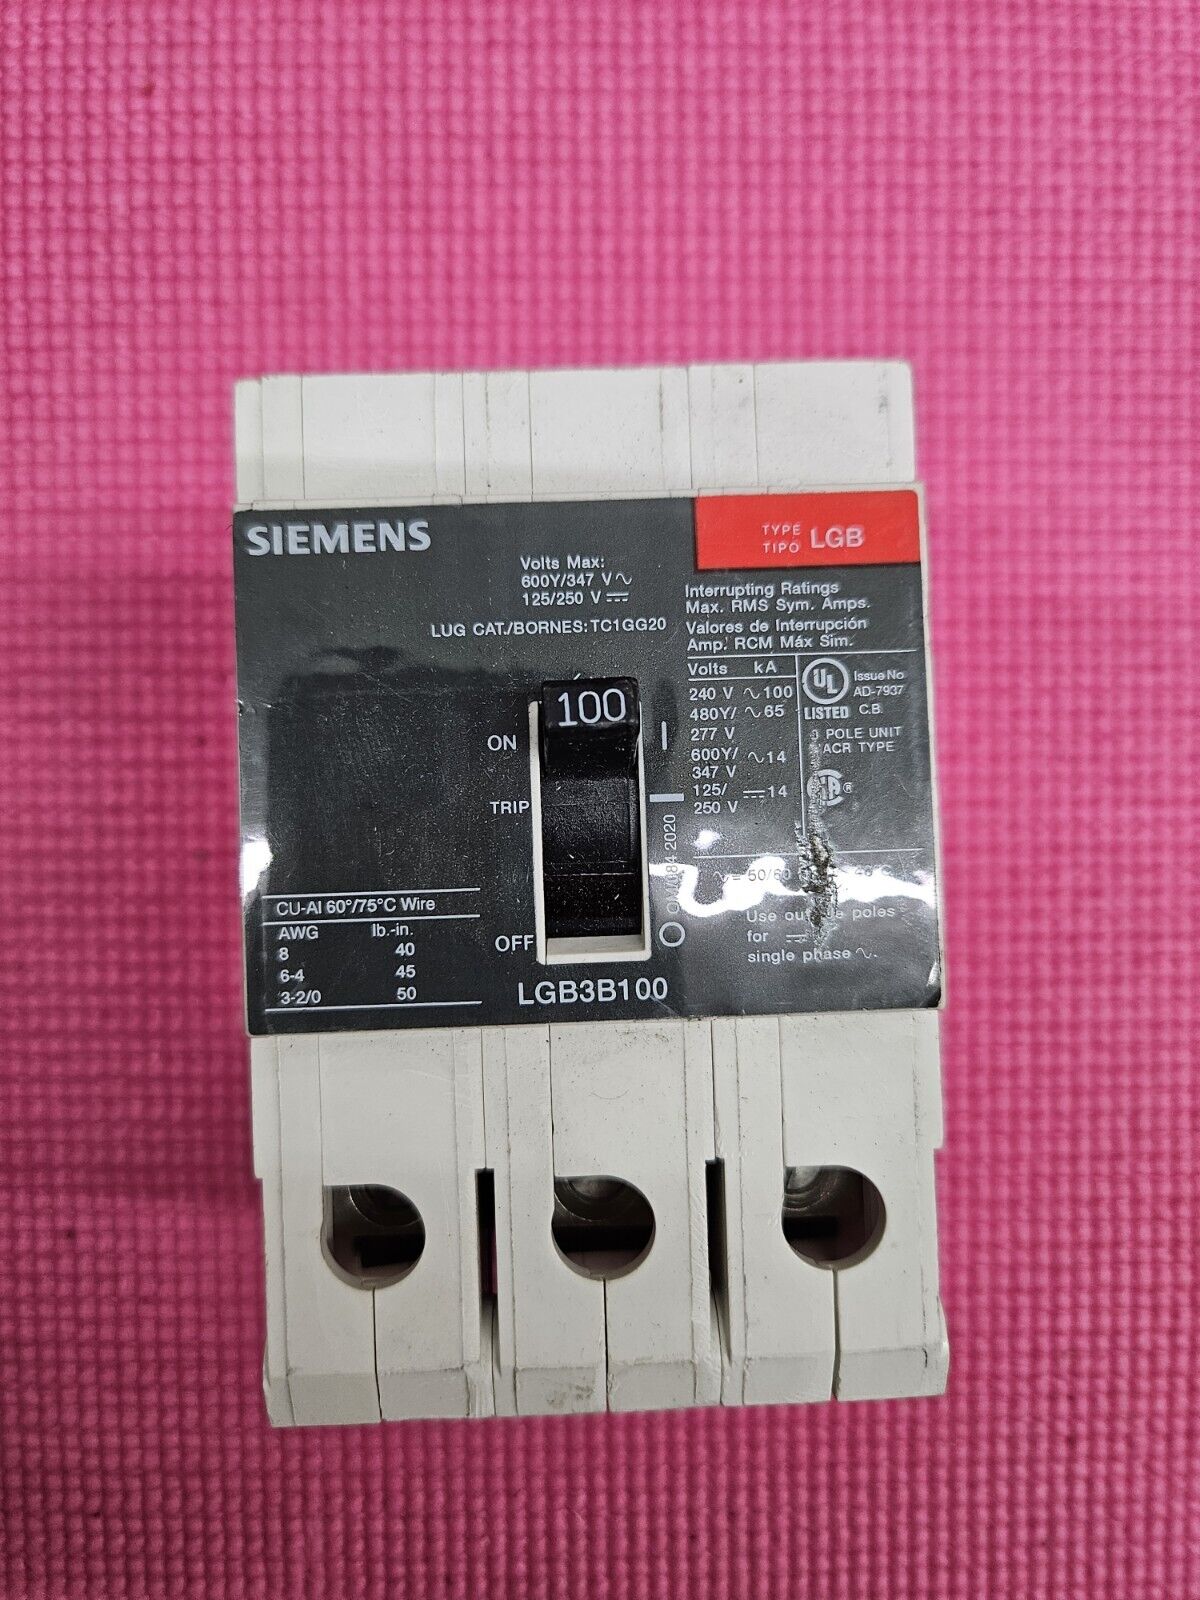 SIEMENS
TYPE
TIPO LGB
Volts Max:
600Y/347 V∿
125/250 V ⎓
LUG CAT./BORNES: TC1GG20
Interrupting Ratings
Max. RMS Sym. Amps.
Valores de Interrupción
Amp. RCM Máx Sim.
Volts kA
240 V ∿100
480Y/ ∿65
277 V
600Y/ ∿14
347 V
125/ ⎓14
250 V
UL
LISTED
Issue No
AD-7937
C.B.
POLE UNIT
ACR TYPE
®
50/60
Use poles
for ⎓
single phase ∿.
100
ON
I
TRIP
OFF
O
2020
CU-Al 60°/75°C Wire
AWG lb.-in.
8 40
6-4 45
3-2/0 50
LGB3B100